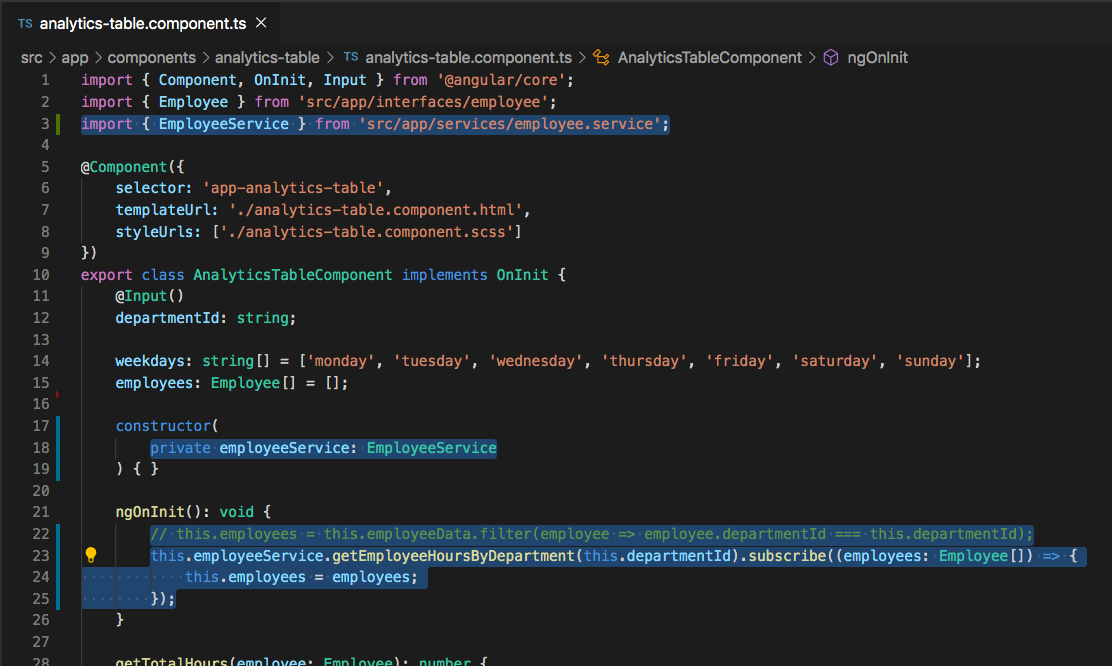 TS analytics-table.component.ts ×
src > app > components > analytics-table > TS analytics-table.component.ts > AnalyticsTableComponent > ngOnInit
1 import { Component, OnInit, Input } from '@angular/core';
2 import { Employee } from 'src/app/interfaces/employee';
3 import { EmployeeService } from 'src/app/services/employee.service';
4
5 @Component({
6     selector: 'app-analytics-table',
7     templateUrl: './analytics-table.component.html',
8     styleUrls: ['./analytics-table.component.scss']
9 })
10 export class AnalyticsTableComponent implements OnInit {
11     @Input()
12     departmentId: string;
13
14     weekdays: string[] = ['monday', 'tuesday', 'wednesday', 'thursday', 'friday', 'saturday', 'sunday'];
15     employees: Employee[] = [];
16
17     constructor(
18         private employeeService: EmployeeService
19     ) { }
20
21     ngOnInit(): void {
22         // this.employees = this.employeeData.filter(employee => employee.departmentId === this.departmentId);
23         this.employeeService.getEmployeeHoursByDepartment(this.departmentId).subscribe((employees: Employee[]) => {
24             this.employees = employees;
25         });
26     }
27
28     getTotalHours(employee: Employee): number {